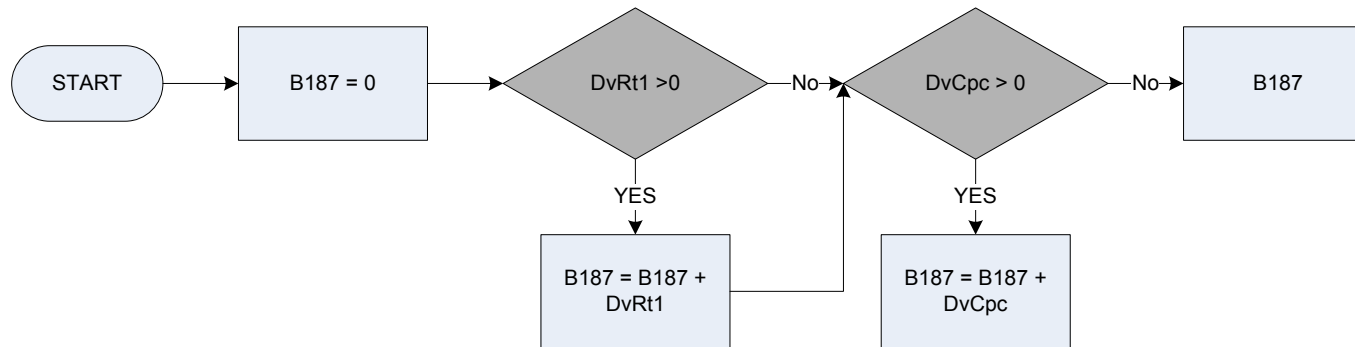 START
B187 = 0
DvRt1 >0
No
DvCpc > 0
No
B187
YES
YES
B187 = B187 +
DvRt1
B187 = B187 +
DvCpc